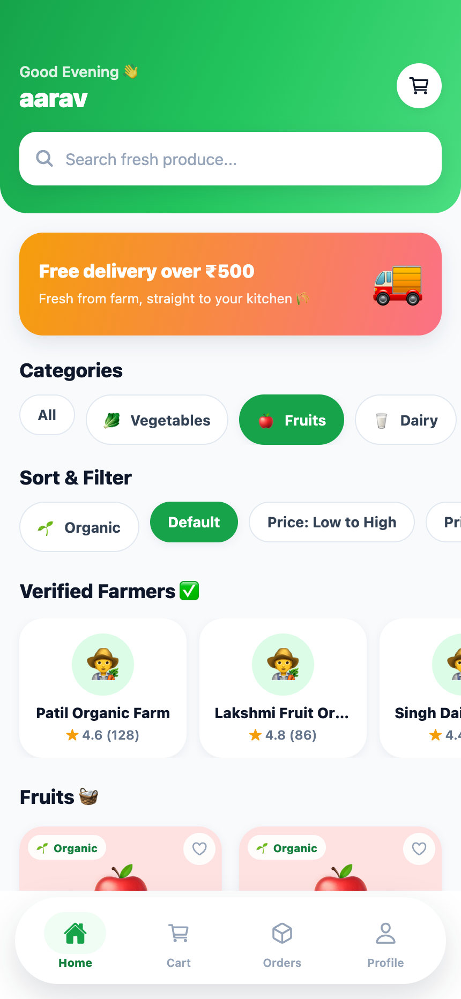 Good Evening 👋
aarav
Search fresh produce...
Free delivery over ₹500
Fresh from farm, straight to your kitchen 🌾
Categories
All
🥬 Vegetables
🍎 Fruits
🥛 Dairy
Sort & Filter
🌱 Organic
Default
Price: Low to High
Pri
Verified Farmers ✅
Patil Organic Farm
★ 4.6 (128)
Lakshmi Fruit Or...
★ 4.8 (86)
Singh Dai
★ 4.4
Fruits 🧺
🌱 Organic
🌱 Organic
Home
Cart
Orders
Profile